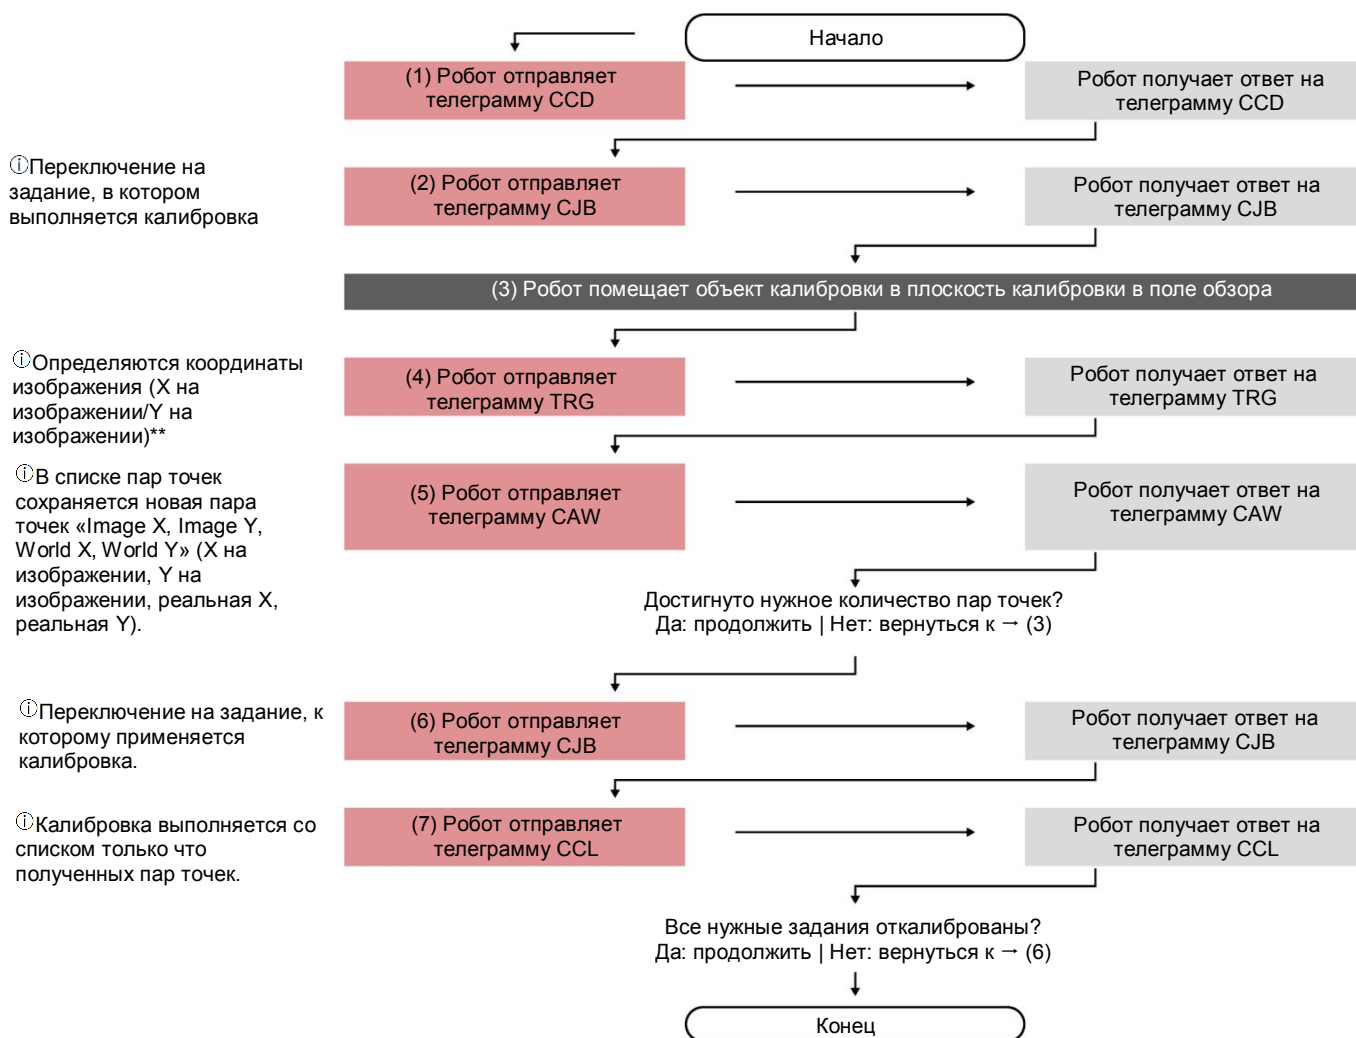 Начало
(1) Робот отправляет
телеграмму CCD
Робот получает ответ на
телеграмму CCD
ⓘПереключение на
задание, в котором
выполняется калибровка
(2) Робот отправляет
телеграмму CJB
Робот получает ответ на
телеграмму CJB
(3) Робот помещает объект калибровки в плоскость калибровки в поле обзора
ⓘОпределяются координаты
изображения (X на
изображении/Y на
изображении)**
(4) Робот отправляет
телеграмму TRG
Робот получает ответ на
телеграмму TRG
ⓘВ списке пар точек
сохраняется новая пара
точек «Image X, Image Y,
World X, World Y» (X на
изображении, Y на
изображении, реальная X,
реальная Y).
(5) Робот отправляет
телеграмму CAW
Робот получает ответ на
телеграмму CAW
Достигнуто нужное количество пар точек?
Да: продолжить | Нет: вернуться к → (3)
ⓘПереключение на задание, к
которому применяется
калибровка.
(6) Робот отправляет
телеграмму CJB
Робот получает ответ на
телеграмму CJB
ⓘКалибровка выполняется со
списком только что
полученных пар точек.
(7) Робот отправляет
телеграмму CCL
Робот получает ответ на
телеграмму CCL
Все нужные задания откалиброваны?
Да: продолжить | Нет: вернуться к → (6)
Конец